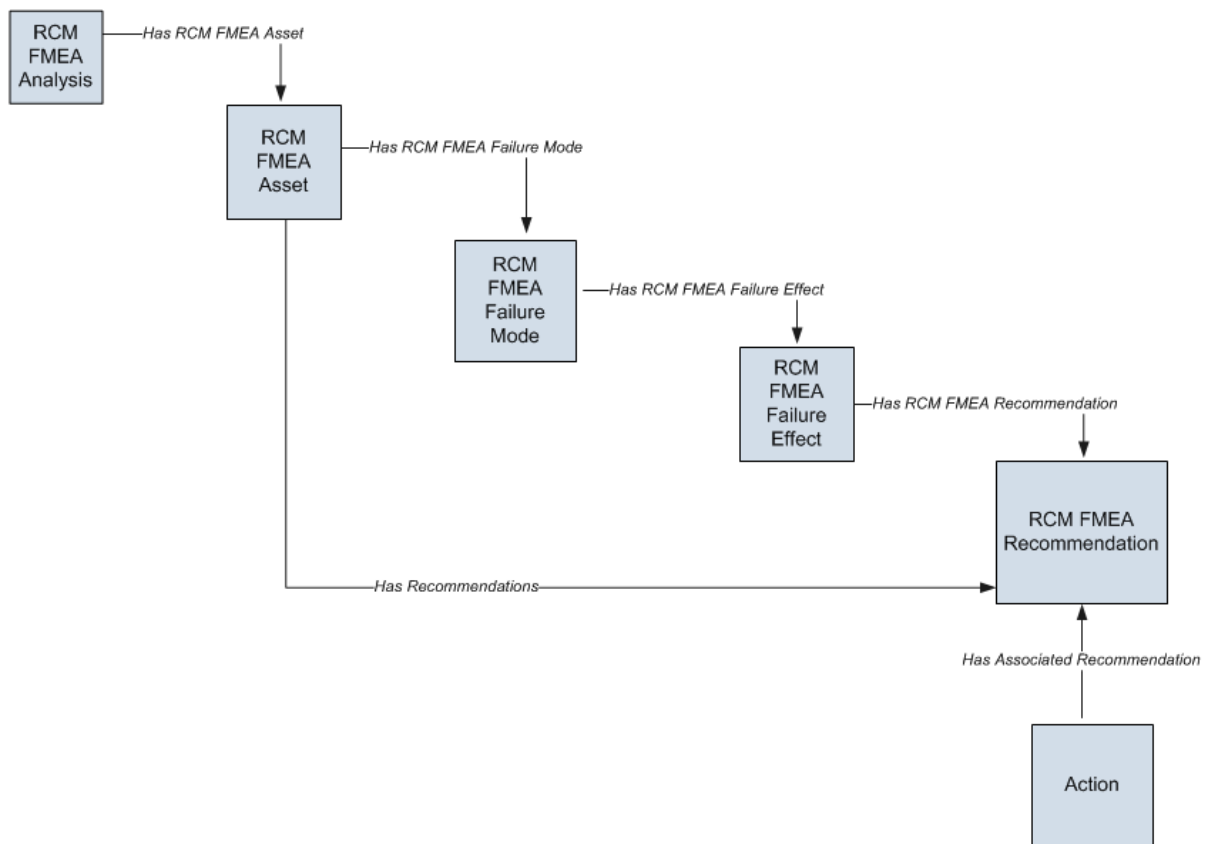 RCM
FMEA
Analysis
Has RCM FMEA Asset
RCM
FMEA
Asset
Has RCM FMEA Failure Mode
RCM
FMEA
Failure
Mode
Has RCM FMEA Failure Effect
RCM
FMEA
Failure
Effect
Has RCM FMEA Recommendation
RCM FMEA
Recommendation
Has Recommendations
Has Associated Recommendation
Action